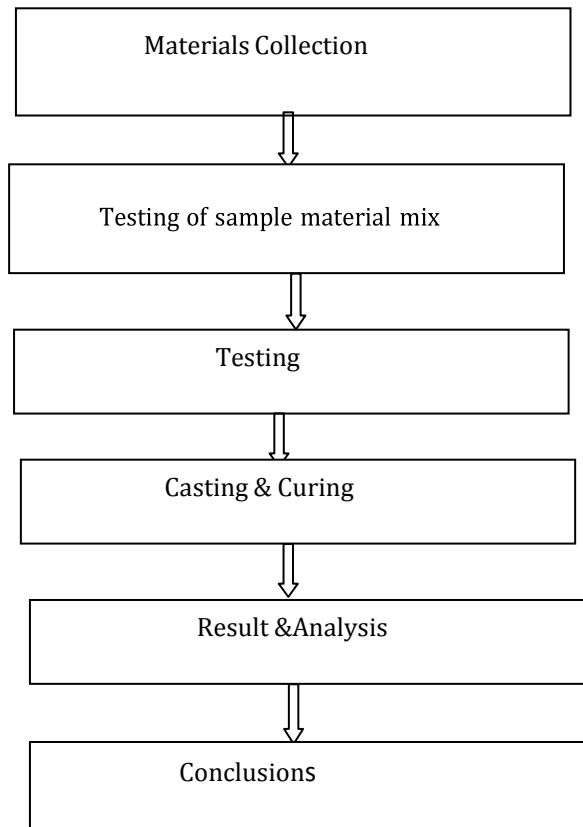 Materials Collection
Testing of sample material mix
Testing
Casting & Curing
Result &Analysis
Conclusions